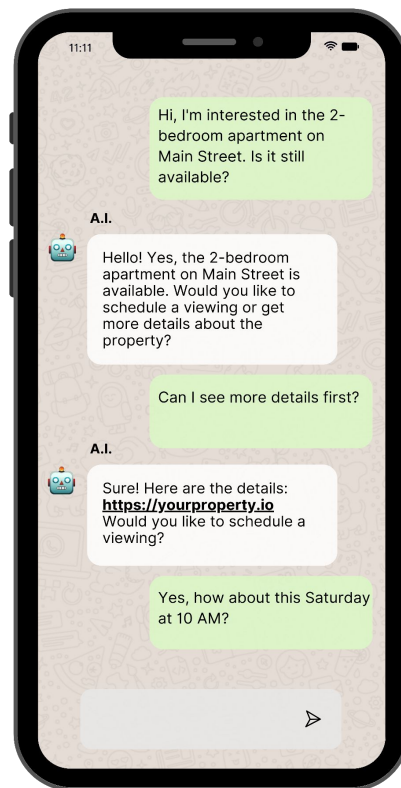 11:11
Hi, I'm interested in the 2-
bedroom apartment on
Main Street. Is it still
available?
A.I.
Hello! Yes, the 2-bedroom
apartment on Main Street is
available. Would you like to
schedule a viewing or get
more details about the
property?
Can I see more details first?
A.I.
Sure! Here are the details:
https://yourproperty.io
Would you like to schedule a
viewing?
Yes, how about this Saturday
at 10 AM?